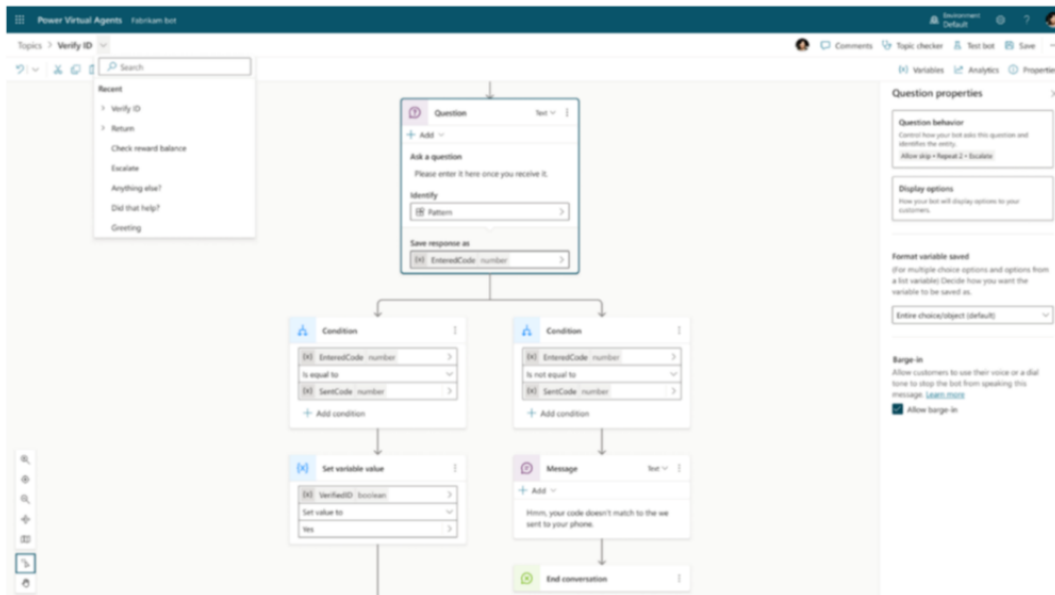 Power Virtual Agents Fabrikam bot
Environment
Default
?
Topics > Verify ID
Comments Topic checker Test bot Save
Search
Variables Analytics Propertie
Recent
Verify ID
Return
Check reward balance
Escalate
Anything else?
Did that help?
Greeting
Question Text
+ Add
Ask a question
Please enter it here once you receive it.
Identify
Pattern
Save response as
{x} EnteredCode number
Condition
{x} EnteredCode number
Is equal to
{x} SentCode number
+ Add condition
Condition
{x} EnteredCode number
Is not equal to
{x} SentCode number
+ Add condition
{x} Set variable value
{x} VerifiedID boolean
Set value to
Yes
Message Text
+ Add
Hmm, your code doesn't match to the we
sent to your phone.
End conversation
Question properties
Question behavior
Control how your bot asks this question and
identifies the entity.
Allow skip • Repeat 2 • Escalate
Display options
How your bot will display options to your
customers.
Format variable saved
(For multiple choice options and options from
a list variable) Decide how you want the
variable to be saved as.
Entire choice/object (default)
Barge-in
Allow customers to use their voice or a dial
tone to stop the bot from speaking this
message. Learn more
Allow barge-in